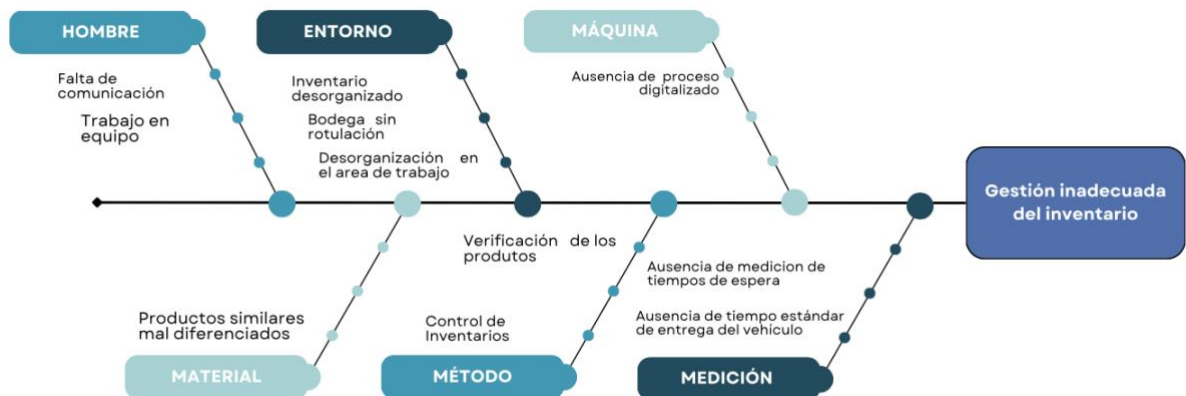 HOMBRE
Falta de
comunicación
Trabajo en
equipo
ENTORNO
Inventario
desorganizado
Bodega sin
rotulación
Desorganización en
el area de trabajo
MÁQUINA
Ausencia de proceso
digitalizado
Gestión inadecuada
del inventario
Productos similares
mal diferenciados
MATERIAL
Verificación de los
produtos
Control de
Inventarios
MÉTODO
Ausencia de medicion de
tiempos de espera
Ausencia de tiempo estándar
de entrega del vehículo
MEDICIÓN